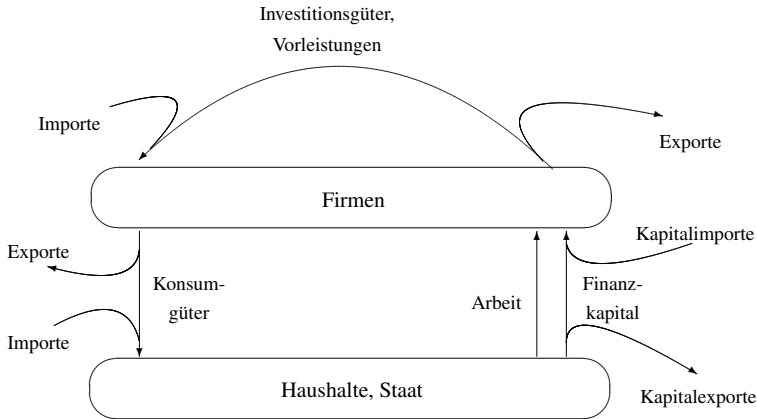 Investitionsgüter,
Vorleistungen
Importe
Exporte
Firmen
Exporte
Kapitalimporte
Konsum-
güter
Arbeit
Finanz-
kapital
Importe
Haushalte, Staat
Kapitalexporte